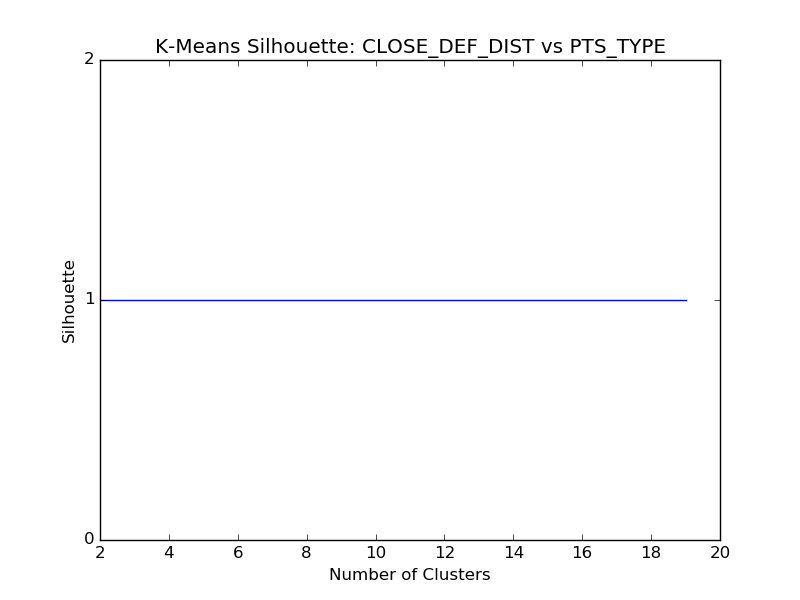 K-Means Silhouette: CLOSE_DEF_DIST vs PTS_TYPE
2
1
0
Silhouette
2 4 6 8 10 12 14 16 18 20
Number of Clusters